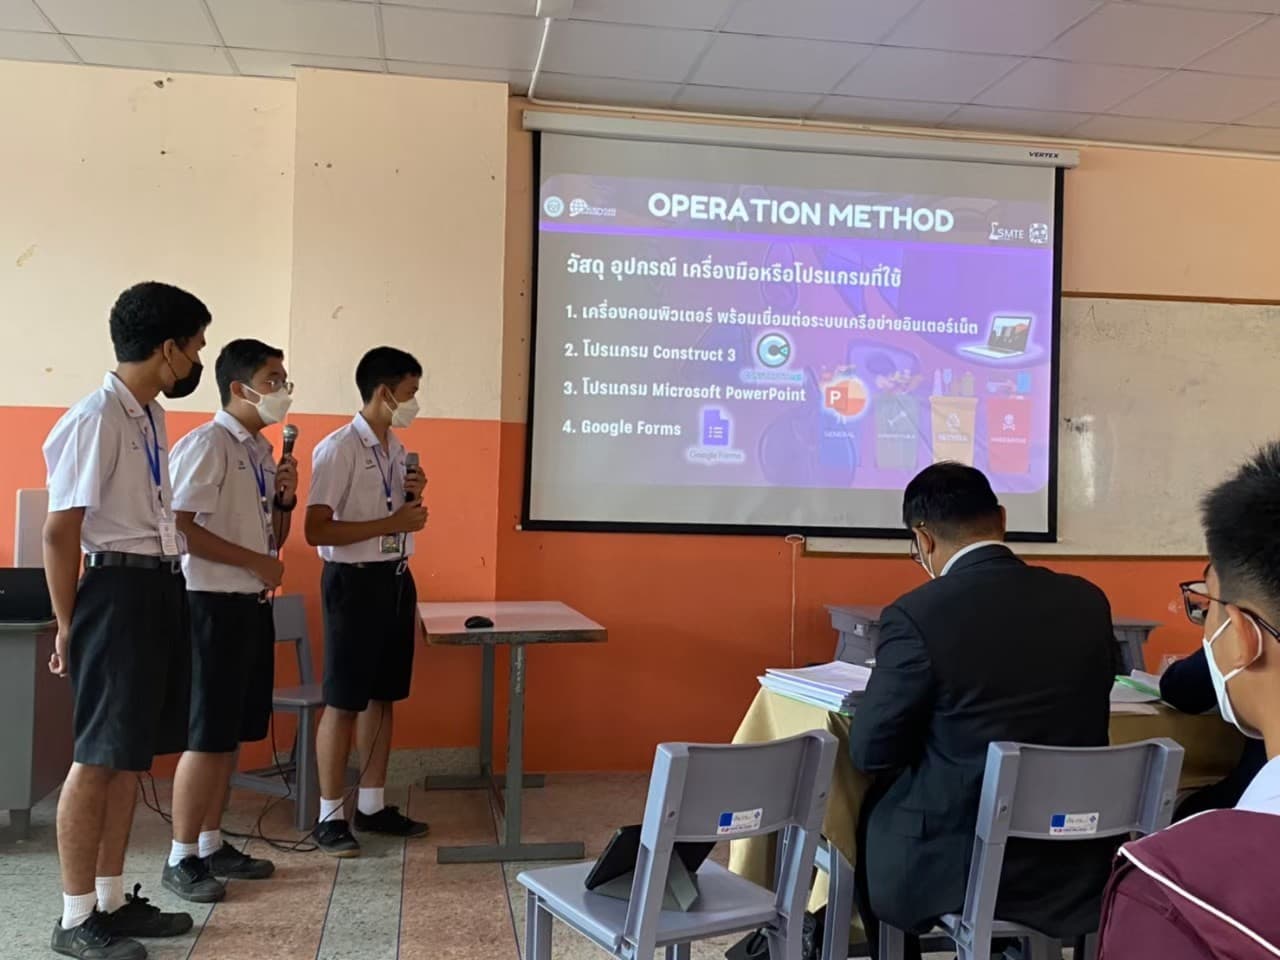 VERTEX
OPERATION METHOD
SMTE
วัสดุ อุปกรณ์ เครื่องมือหรือโปรแกรมที่ใช้
1. เครื่องคอมพิวเตอร์ พร้อมเชื่อมต่อระบบเครือข่ายอินเตอร์เน็ต
2. โปรแกรม Construct 3
3. โปรแกรม Microsoft PowerPoint
P
4. Google Forms
Google Forms
GENERAL